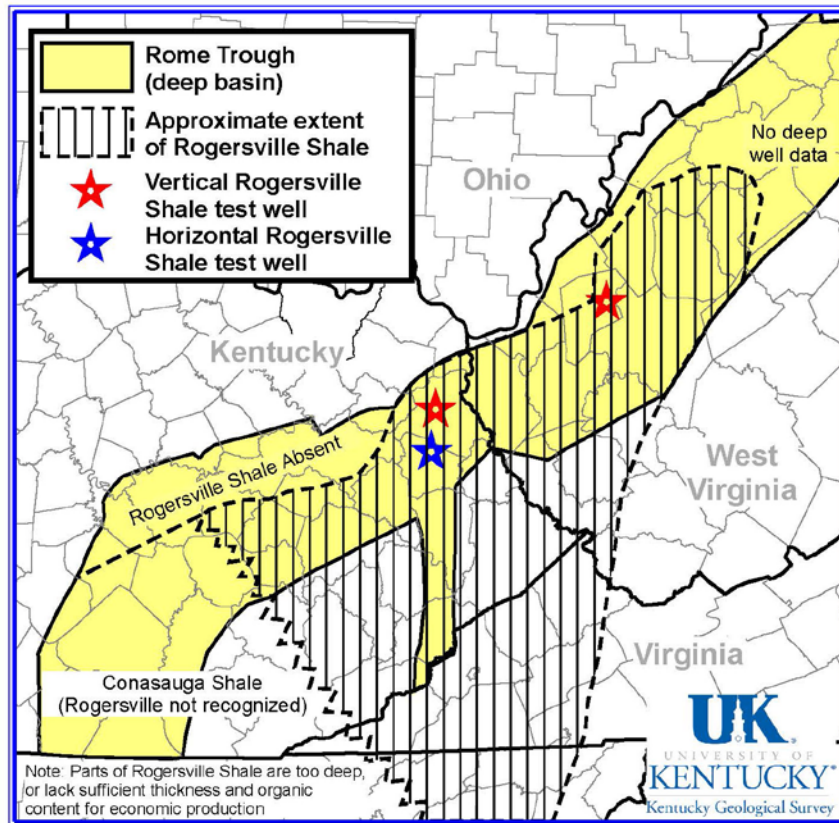 Rome Trough
(deep basin)
Approximate extent
of Rogersville Shale
Vertical Rogersville
Shale test well
Horizontal Rogersville
Shale test well
No deep
well data
Ohio
Kentucky
Rogersville Shale Absent
West
Virginia
Conasauga Shale
(Rogersville not recognized)
Virginia
Note: Parts of Rogersville Shale are too deep,
or lack sufficient thickness and organic
content for economic production
UK
UNIVERSITY OF
KENTUCKY®
Kentucky Geological Survey